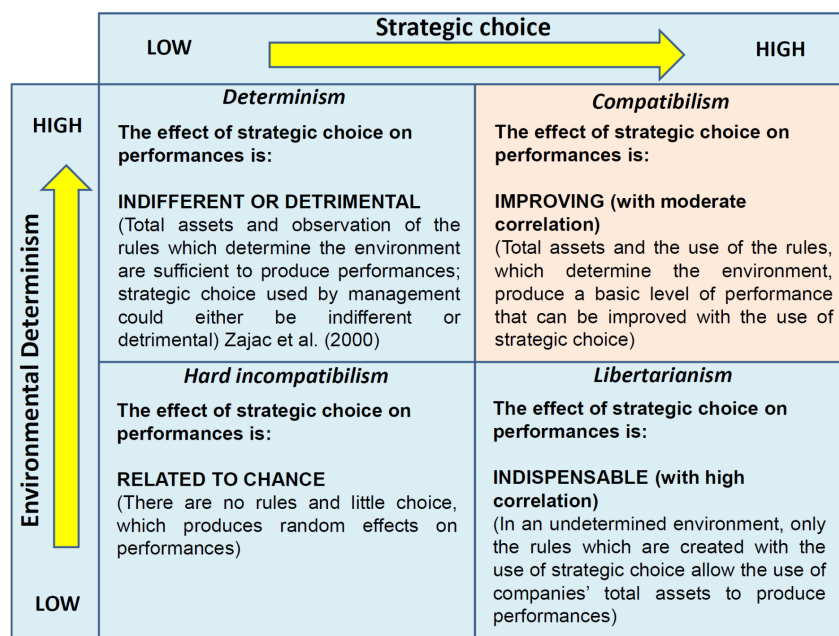 Strategic choice
LOW
HIGH
Environmental Determinism
HIGH
LOW
Determinism
The effect of strategic choice on
performances is:
INDIFFERENT OR DETRIMENTAL
(Total assets and observation of the
rules which determine the environment
are sufficient to produce performances;
strategic choice used by management
could either be indifferent or
detrimental) Zajac et al. (2000)
Compatibilism
The effect of strategic choice on
performances is:
IMPROVING (with moderate
correlation)
(Total assets and the use of the rules,
which determine the environment,
produce a basic level of performance
that can be improved with the use of
strategic choice)
Hard incompatibilism
The effect of strategic choice on
performances is:
RELATED TO CHANCE
(There are no rules and little choice,
which produces random effects on
performances)
Libertarianism
The effect of strategic choice on
performances is:
INDISPENSABLE (with high
correlation)
(In an undetermined environment, only
the rules which are created with the
use of strategic choice allow the use of
companies' total assets to produce
performances)